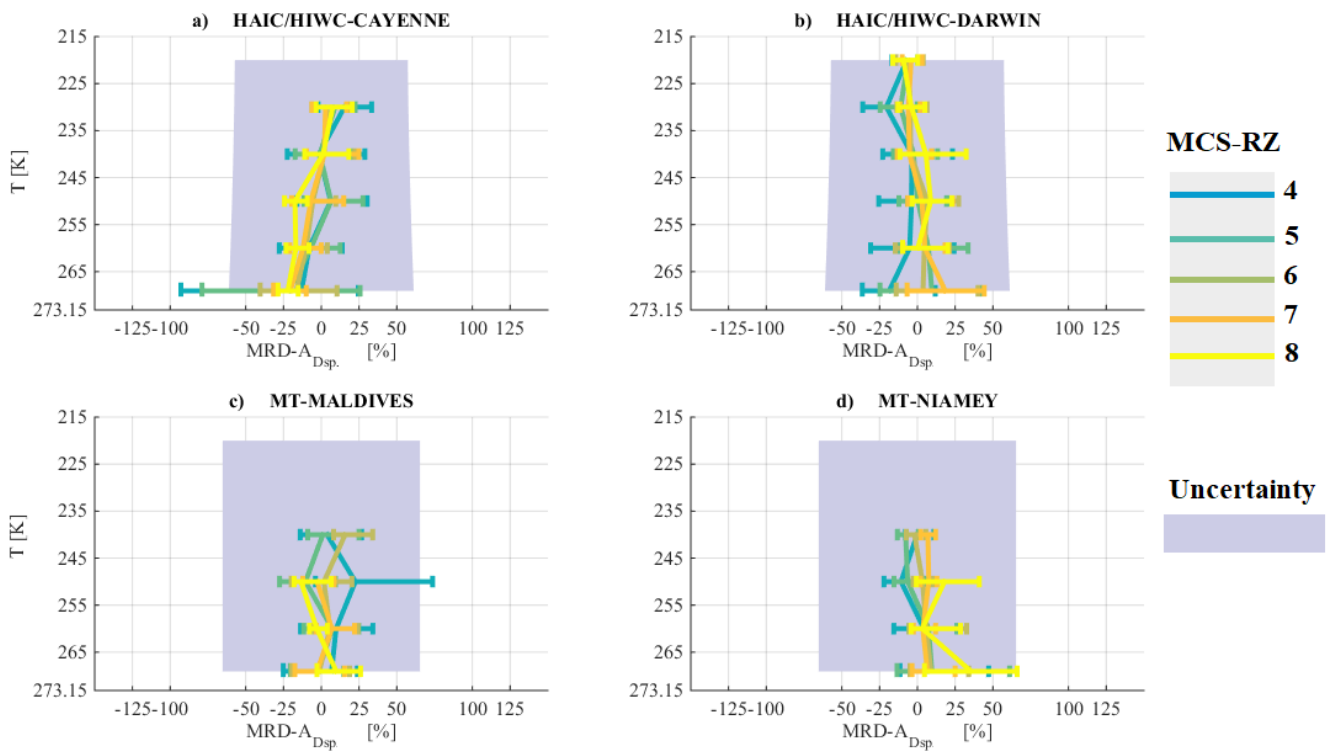 a) HAIC/HIWC-CAYENNE
215
225
235
245
255
265
273.15
T [K]
-125-100 -50 -25 0 25 50 100 125
MRD-A Dsp. [%]
b) HAIC/HIWC-DARWIN
215
225
235
245
255
265
273.15
-125-100 -50 -25 0 25 50 100 125
MRD-A Dsp. [%]
MCS-RZ
4
5
6
7
8
c) MT-MALDIVES
215
225
235
245
255
265
273.15
T [K]
-125-100 -50 -25 0 25 50 100 125
MRD-A Dsp. [%]
d) MT-NIAMEY
215
225
235
245
255
265
273.15
-125-100 -50 -25 0 25 50 100 125
MRD-A Dsp. [%]
Uncertainty